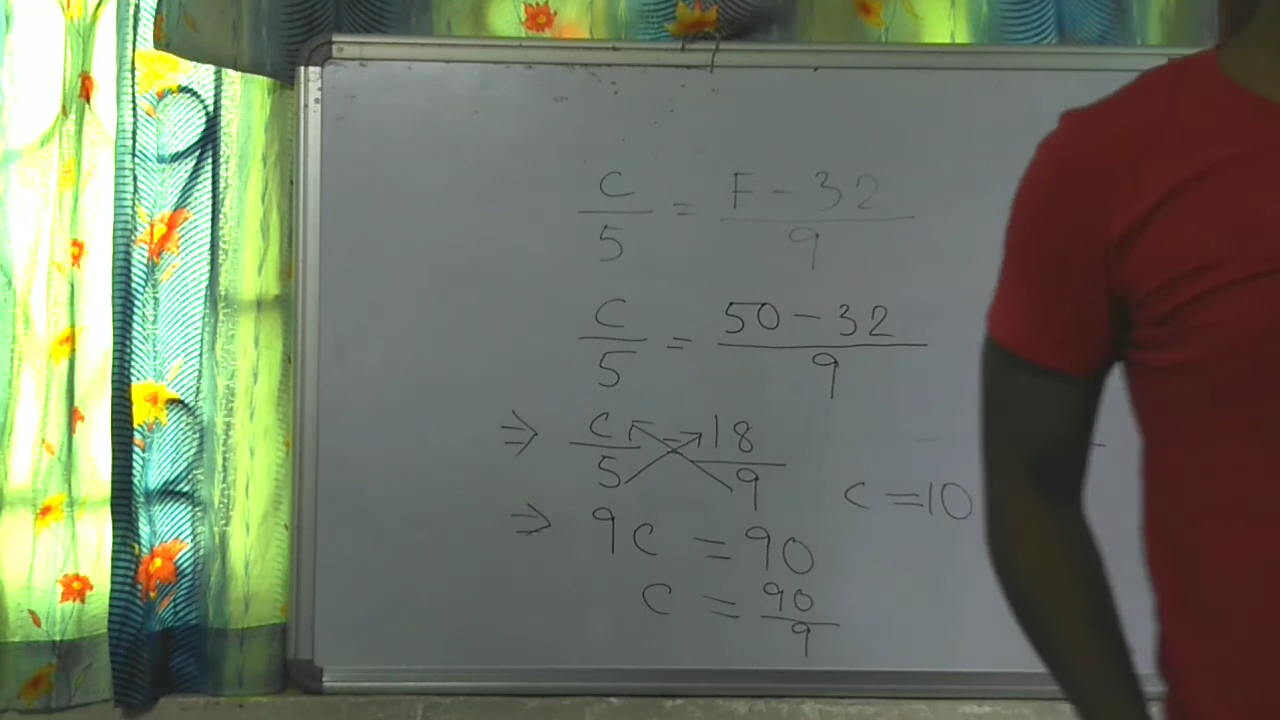 C/5 = F - 32/9
C/5 = 50 - 32/9
⇒ C/5 = 18/9
⇒ 9C = 90
C = 90/9
C = 10